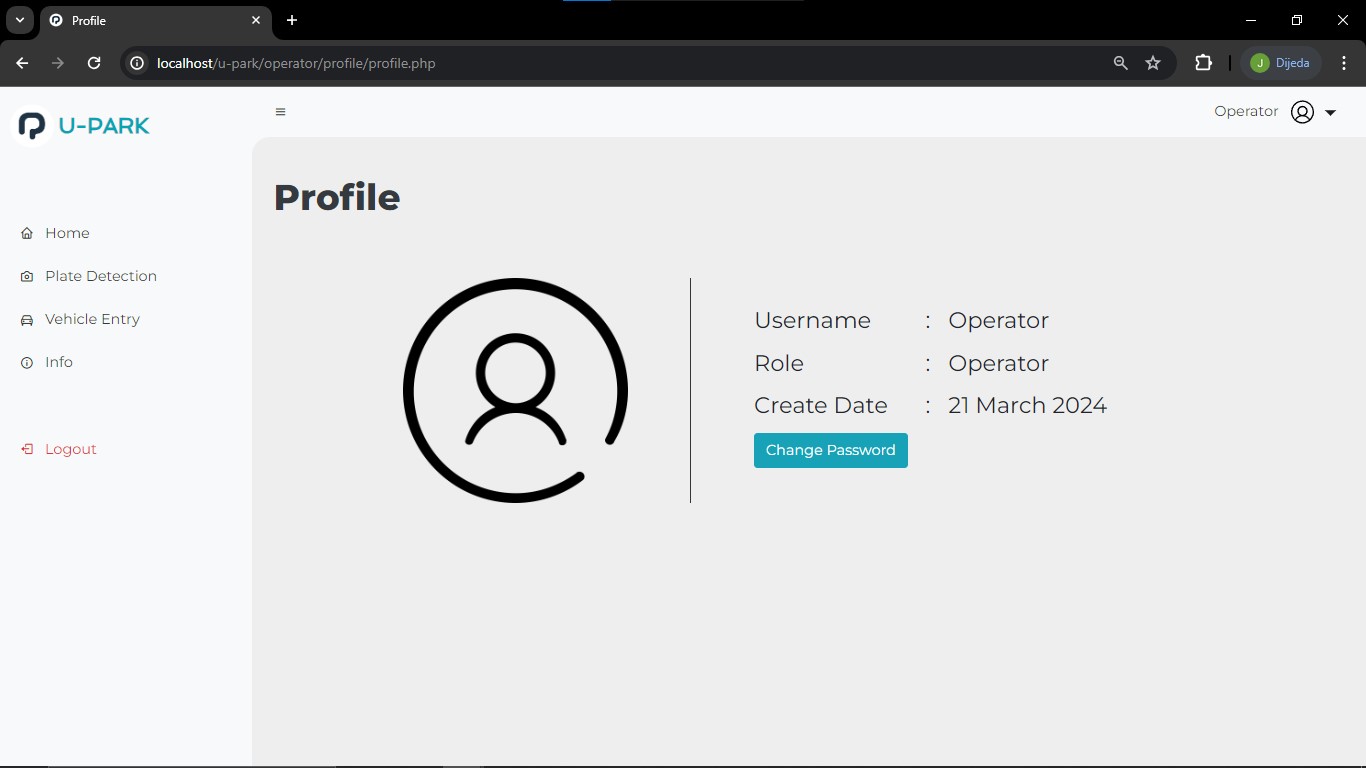 Profile
localhost/u-park/operator/profile/profile.php
J Dijeda
U-PARK
Operator
Profile
Home
Plate Detection
Vehicle Entry
Info
Logout
Username : Operator
Role : Operator
Create Date : 21 March 2024
Change Password